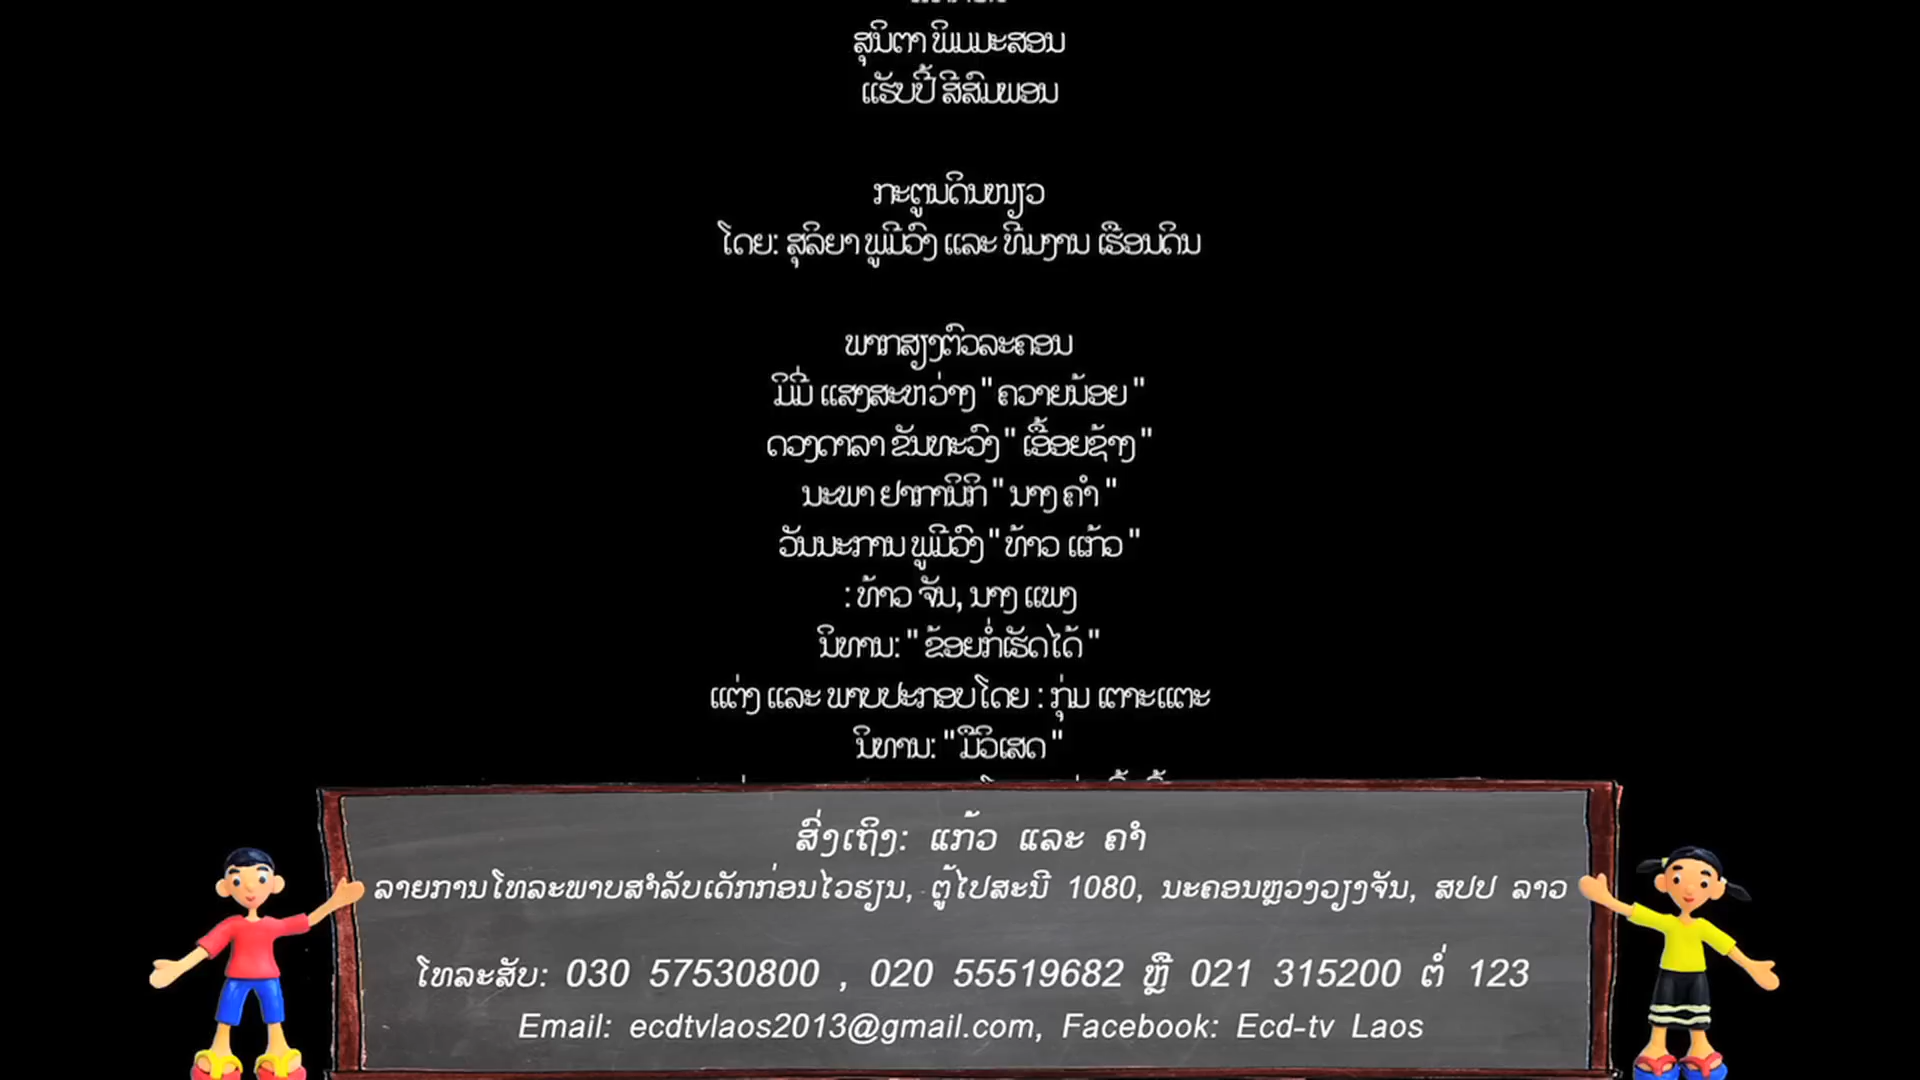 ສຸນິຕາ ພິມມະສອນ
ແຮັບປີ້ ສີສົມພອນ
ກະຕູນດິນໜຽວ
ໂດຍ: ສຸລິຍາ ພູມີວົງ ແລະ ທີມງານ ເຮືອນດິນ
ພາກສຽງຕົວລະຄອນ
ມິມີ່ ແສງສະຫວ່າງ " ຄວາຍນ້ອຍ "
ດວງດາລາ ຂັນທະວົງ " ເອື້ອຍຊ້າງ "
ນະພາ ຢາການິກິ " ນາງ ຄຳ "
ວັນນະການ ພູມີວົງ " ທ້າວ ແກ້ວ "
: ທ້າວ ຈັນ, ນາງ ແພງ
ນິທານ: " ຂ້ອຍກໍ່ເຮັດໄດ້ "
ແຕ່ງ ແລະ ພາບປະກອບໂດຍ : ກຸ່ມ ເຕາະແຕະ
ນິທານ: " ມືວິເສດ "
ສົ່ງເຖິງ: ແກ້ວ ແລະ ຄຳ
ລາຍການໂທລະພາບສຳລັບເດັກກ່ອນໄວຮຽນ, ຕູ້ໄປສະນີ 1080, ນະຄອນຫຼວງວຽງຈັນ, ສປປ ລາວ
ໂທລະສັບ: 030 57530800 , 020 55519682 ຫຼື 021 315200 ຕໍ່ 123
Email: ecdtvlaos2013@gmail.com, Facebook: Ecd-tv Laos